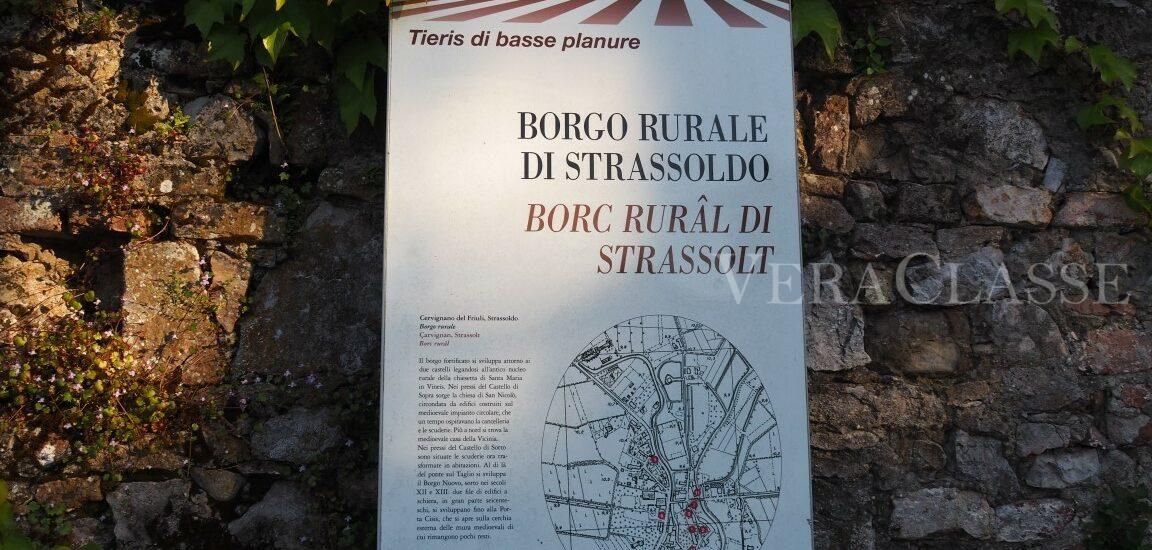 Tieris di basse planure
BORGO RURALE
DI STRASSOLDO
BORC RURÂL DI
STRASSOLT
VERACLASSE
Cervignano del Friuli, Strassoldo
Borgo rurale
Çarvignan, Strassolt
Borc rurâl
Il borgo fortificato si sviluppa attorno ai
due castelli legandosi all'antico nucleo
rurale della chiesetta di Santa Maria
in Vineis. Nei pressi del Castello di
Sopra sorge la chiesa di San Nicolò,
circondata da edifici costruiti sul
medioevale impianto circolare, che
un tempo ospitavano la cancelleria
e le scuderie. Più a nord si trova la
medioevale casa della Vicinia.
Nei pressi del Castello di Sotto
sono situate le scuderie ora tra-
sformate in abitazioni. Al di là
del ponte sul Taglio si sviluppa
il Borgo Nuovo, sorto nei secoli
XII e XIII: due file di edifici a
schiera, in gran parte seicente-
schi, si sviluppano fino alla Por-
ta Cisis, che si apre sulla cerchia
esterna delle mura medioevali di
cui rimangono pochi resti.